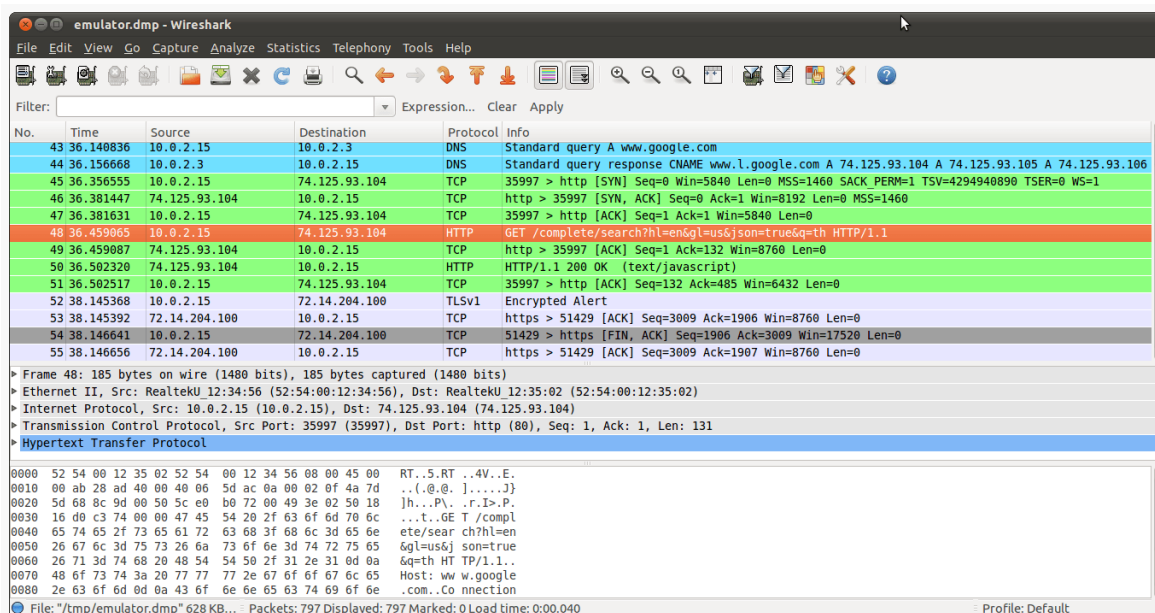 emulator.dmp - Wireshark
File Edit View Go Capture Analyze Statistics Telephony Tools Help
Filter: Expression... Clear Apply
No. Time Source Destination Protocol Info
43 36.140836 10.0.2.15 10.0.2.3 DNS Standard query A www.google.com
44 36.156668 10.0.2.3 10.0.2.15 DNS Standard query response CNAME www.l.google.com A 74.125.93.104 A 74.125.93.105 A 74.125.93.106
45 36.356555 10.0.2.15 74.125.93.104 TCP 35997 > http [SYN] Seq=0 Win=5840 Len=0 MSS=1460 SACK_PERM=1 TSV=4294940890 TSER=0 WS=1
46 36.381447 74.125.93.104 10.0.2.15 TCP http > 35997 [SYN, ACK] Seq=0 Ack=1 Win=8192 Len=0 MSS=1460
47 36.381631 10.0.2.15 74.125.93.104 TCP 35997 > http [ACK] Seq=1 Ack=1 Win=5840 Len=0
48 36.459065 10.0.2.15 74.125.93.104 HTTP GET /complete/search?hl=en&gl=us&json=true&q=th HTTP/1.1
49 36.459087 74.125.93.104 10.0.2.15 TCP http > 35997 [ACK] Seq=1 Ack=132 Win=8760 Len=0
50 36.502320 74.125.93.104 10.0.2.15 HTTP HTTP/1.1 200 OK (text/javascript)
51 36.502517 10.0.2.15 74.125.93.104 TCP 35997 > http [ACK] Seq=132 Ack=485 Win=6432 Len=0
52 38.145368 10.0.2.15 72.14.204.100 TLSv1 Encrypted Alert
53 38.145392 72.14.204.100 10.0.2.15 TCP https > 51429 [ACK] Seq=3009 Ack=1906 Win=8760 Len=0
54 38.146641 10.0.2.15 72.14.204.100 TCP 51429 > https [FIN, ACK] Seq=1906 Ack=3009 Win=17520 Len=0
55 38.146656 72.14.204.100 10.0.2.15 TCP https > 51429 [ACK] Seq=3009 Ack=1907 Win=8760 Len=0
Frame 48: 185 bytes on wire (1480 bits), 185 bytes captured (1480 bits)
Ethernet II, Src: RealtekU_12:34:56 (52:54:00:12:34:56), Dst: RealtekU_12:35:02 (52:54:00:12:35:02)
Internet Protocol, Src: 10.0.2.15 (10.0.2.15), Dst: 74.125.93.104 (74.125.93.104)
Transmission Control Protocol, Src Port: 35997 (35997), Dst Port: http (80), Seq: 1, Ack: 1, Len: 131
Hypertext Transfer Protocol
0000 52 54 00 12 35 02 52 54 00 12 34 56 08 00 45 00 RT..5.RT ..4V..E.
0010 00 ab 28 ad 40 00 40 06 5d ac 0a 00 02 0f 4a 7d ..(.@.@. ].....J}
0020 5d 68 8c 9d 00 50 5c e0 b0 72 00 49 3e 02 50 18 ]h...P\. .r.I>.P.
0030 16 d0 c3 74 00 00 47 45 54 20 2f 63 6f 6d 70 6c ...t..GE T /compl
0040 65 74 65 2f 73 65 61 72 63 68 3f 68 6c 3d 65 6e ete/sear ch?hl=en
0050 26 67 6c 3d 75 73 26 6a 73 6f 6e 3d 74 72 75 65 &gl=us&j son=true
0060 26 71 3d 74 68 20 48 54 54 50 2f 31 2e 31 0d 0a &q=th HT TP/1.1..
0070 48 6f 73 74 3a 20 77 77 77 2e 67 6f 6f 67 6c 65 Host: ww w.google
0080 2e 63 6f 6d 0d 0a 43 6f 6e 6e 65 63 74 69 6f 6e .com..Co nnection
File: "/tmp/emulator.dmp" 628 KB... Packets: 797 Displayed: 797 Marked: 0 Load time: 0:00.040 Profile: Default